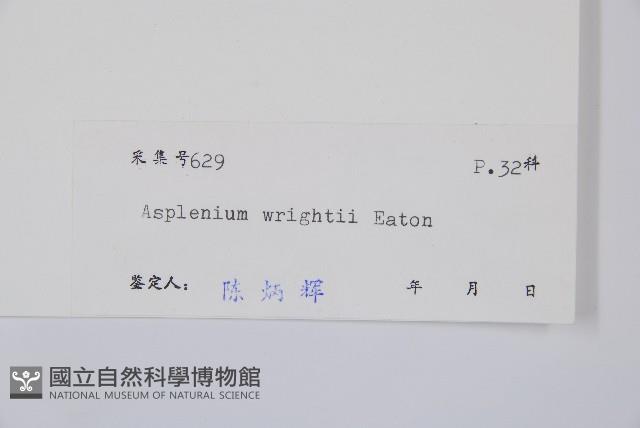 采集号629 P.32科
Asplenium wrightii Eaton
鉴定人: 陈炳辉 年 月 日
國立自然科學博物館
NATIONAL MUSEUM OF NATURAL SCIENCE